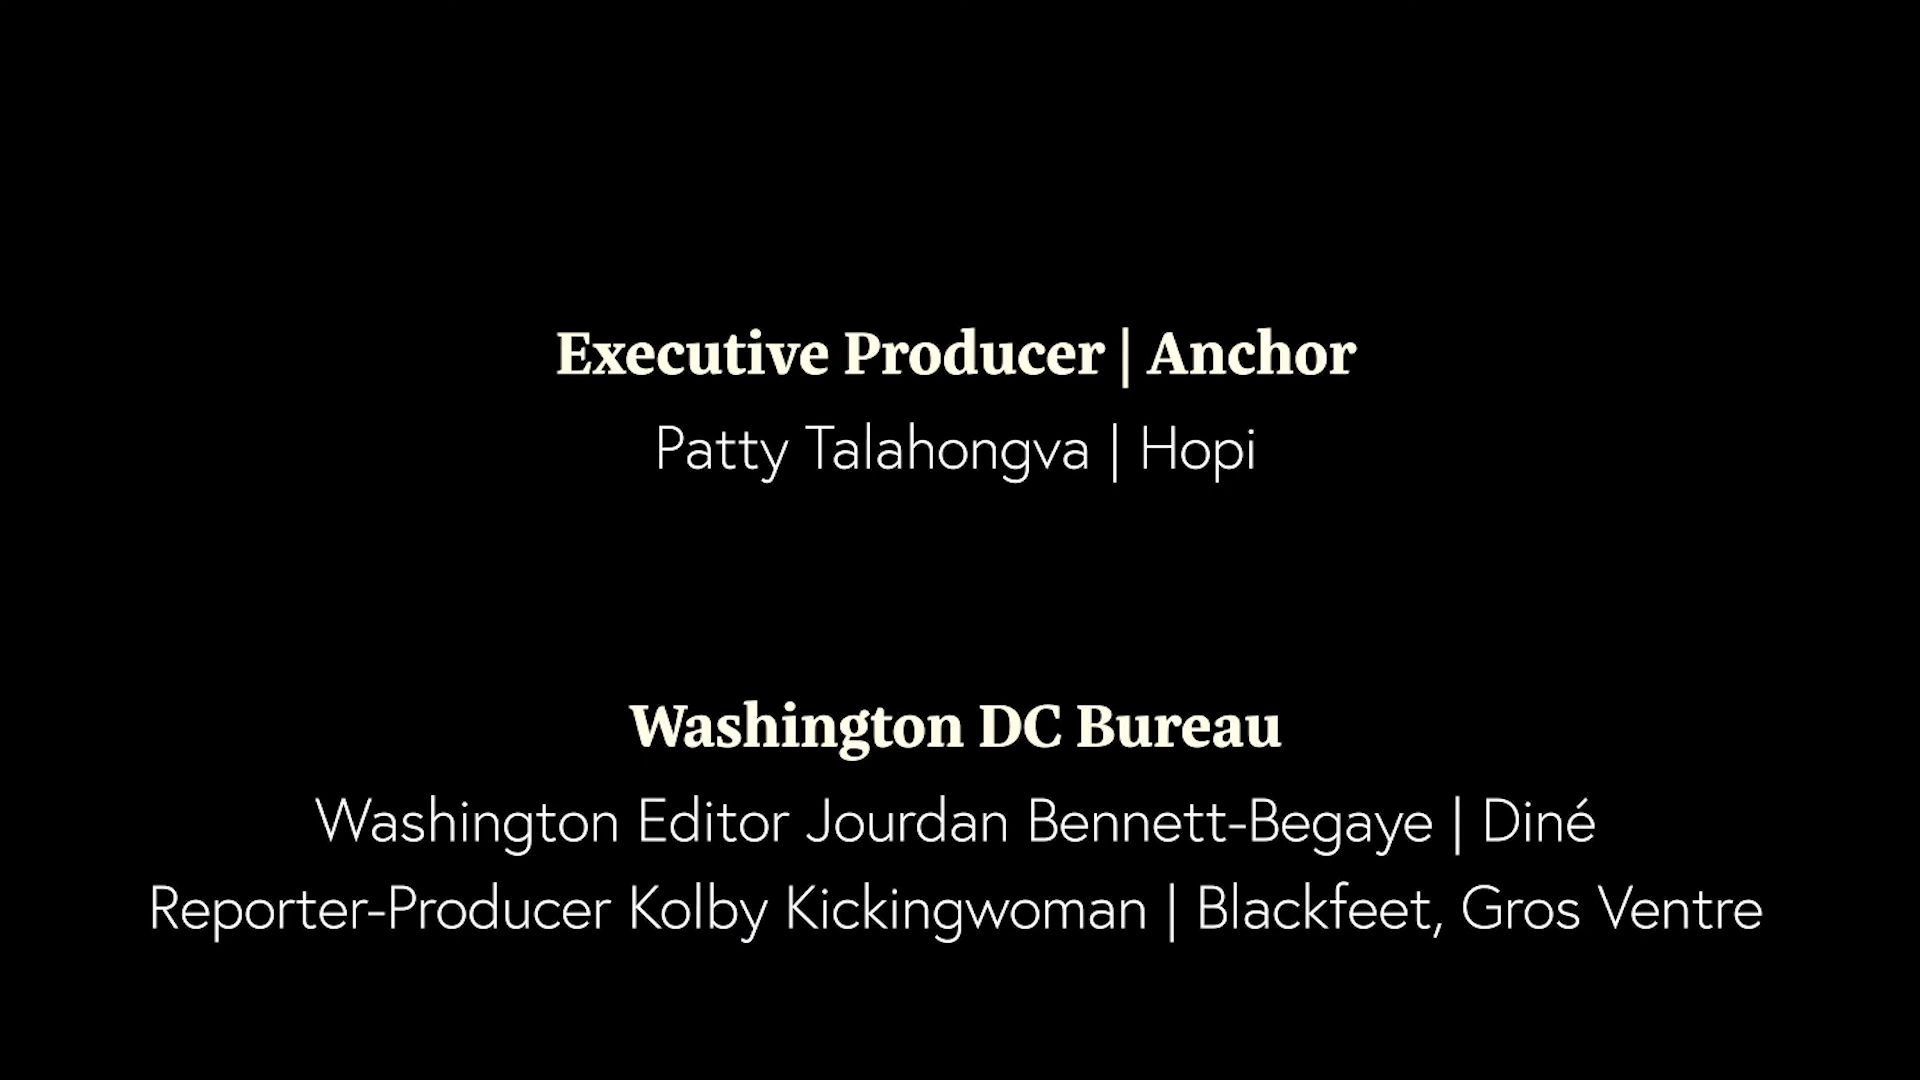 Executive Producer | Anchor
Patty Talahongva | Hopi
Washington DC Bureau
Washington Editor Jourdan Bennett-Begaye | Diné
Reporter-Producer Kolby Kickingwoman | Blackfeet, Gros Ventre